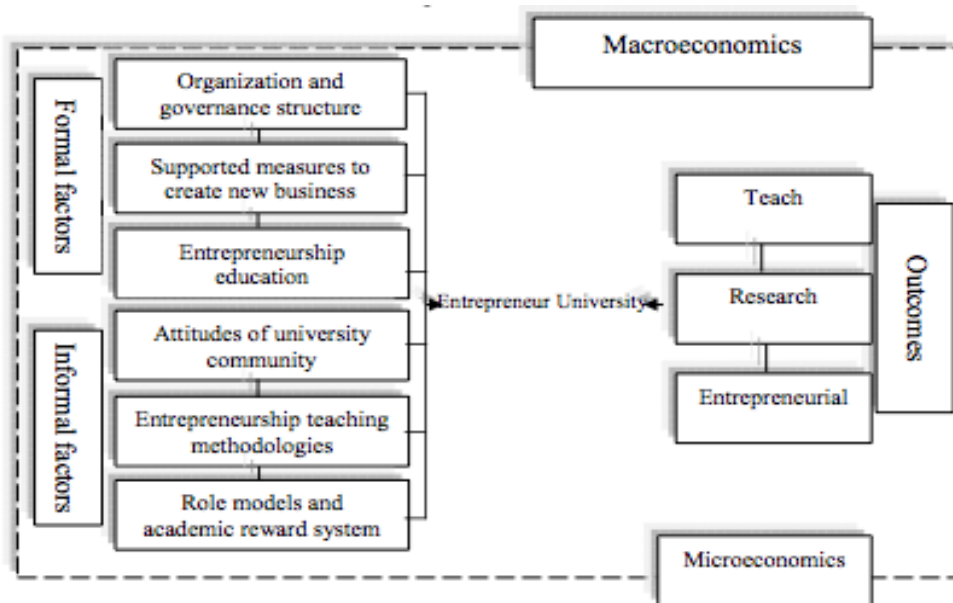 Macroeconomics
Formal factors
Organization and
governance structure
Supported measures to
create new business
Entrepreneurship
education
Informal factors
Attitudes of university
community
Entrepreneurship teaching
methodologies
Role models and
academic reward system
Entrepreneur University
Teach
Research
Entrepreneurial
Outcomes
Microeconomics